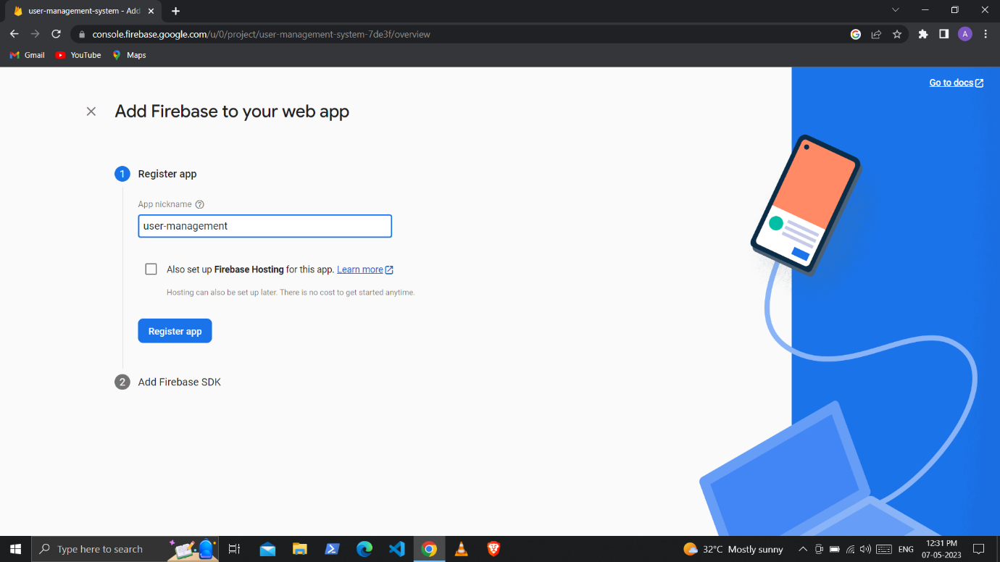 user-management-system - Add
console.firebase.google.com/u/0/project/user-management-system-7de3f/overview
A
Gmail
YouTube
Maps
Go to docs
Add Firebase to your web app
1 Register app
App nickname
user-management
Also set up Firebase Hosting for this app. Learn more
Hosting can also be set up later. There is no cost to get started anytime.
Register app
2 Add Firebase SDK
Type here to search
32°C Mostly sunny
ENG
12:31 PM
07-05-2023